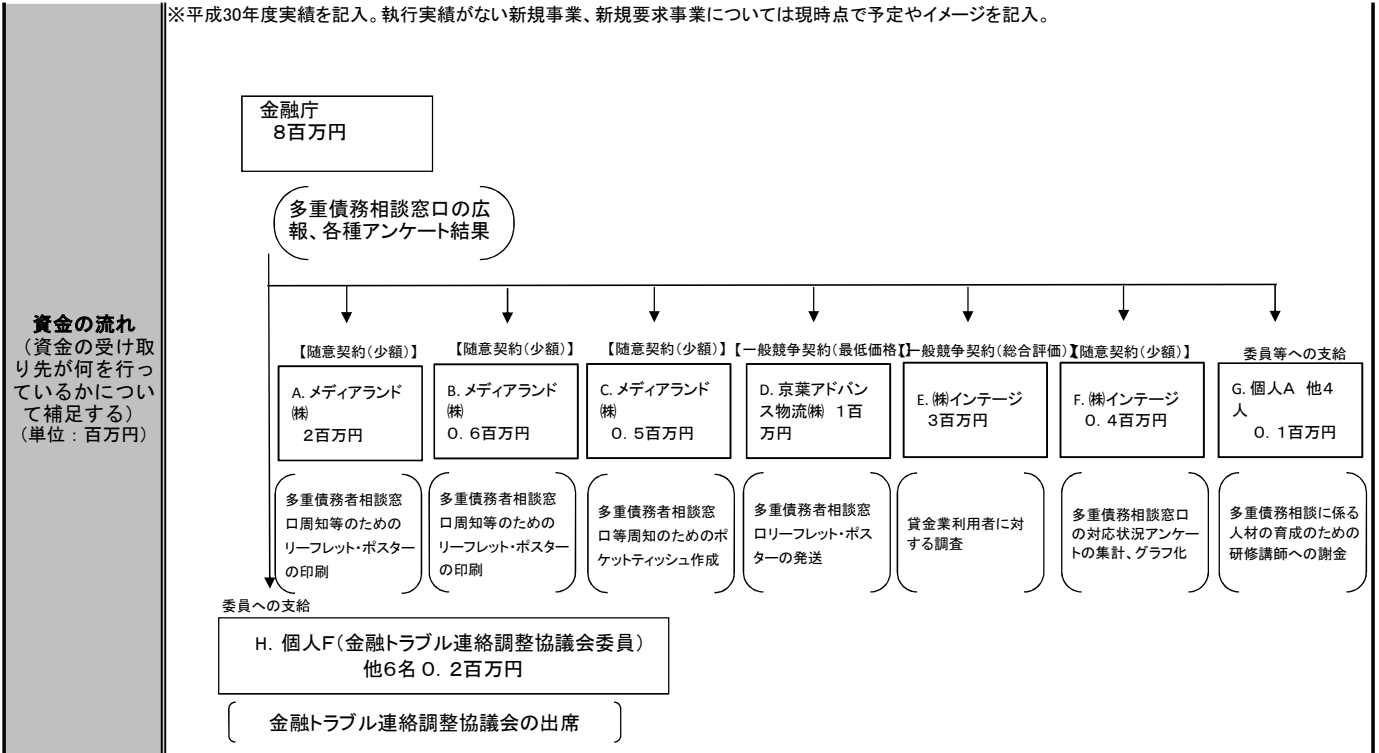 ※平成30年度実績を記入。執行実績がない新規事業、新規要求事業については現時点で予定やイメージを記入。
資金の流れ
（資金の受け取
り先が何を行っ
ているかについ
て補足する）
（単位：百万円）
金融庁
８百万円
多重債務相談窓口の広
報、各種アンケート結果
【随意契約（少額）】
A. メディアランド
㈱
２百万円
多重債務者相談窓
口周知等のための
リーフレット・ポスター
の印刷
【随意契約（少額）】
B. メディアランド
㈱
０．６百万円
多重債務者相談窓
口周知等のための
リーフレット・ポスター
の印刷
【随意契約（少額）】
C. メディアランド
㈱
０．５百万円
多重債務者相談窓
口等周知のためのポ
ケットティッシュ作成
【一般競争契約（最低価格）】
D. 京葉アドバン
ス物流㈱　１百
万円
多重債務者相談窓
口リーフレット・ポス
ターの発送
【一般競争契約（総合評価）】
E. ㈱インテージ
３百万円
貸金業利用者に対
する調査
【随意契約（少額）】
F. ㈱インテージ
０．４百万円
多重債務相談窓口
の対応状況アンケー
トの集計、グラフ化
委員等への支給
G. 個人A　他４
人
０．１百万円
多重債務相談に係る
人材の育成のための
研修講師への謝金
委員への支給
H. 個人F（金融トラブル連絡調整協議会委員）
他６名０．２百万円
金融トラブル連絡調整協議会の出席